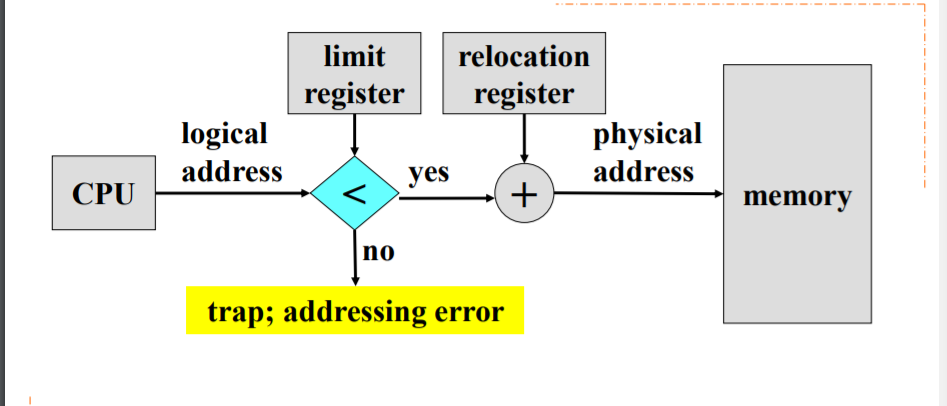 limit
register
relocation
register
logical
address
physical
address
CPU
<
yes
+
memory
no
trap; addressing error